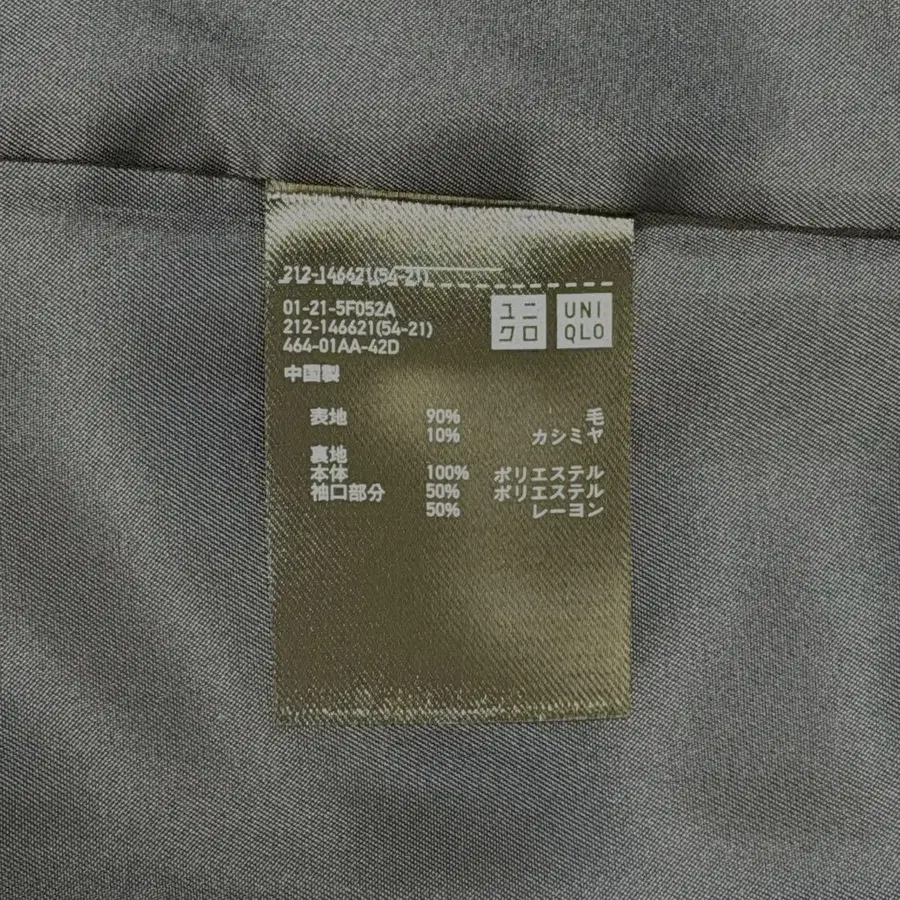 212-146621(54-21)
01-21-5F052A
212-146621(54-21)
464-01AA-42D
ユニ
クロ
UNI
QLO
中国製
表地 90% 毛
10% カシミヤ
裏地
本体 100% ポリエステル
袖口部分 50% ポリエステル
50% レーヨン